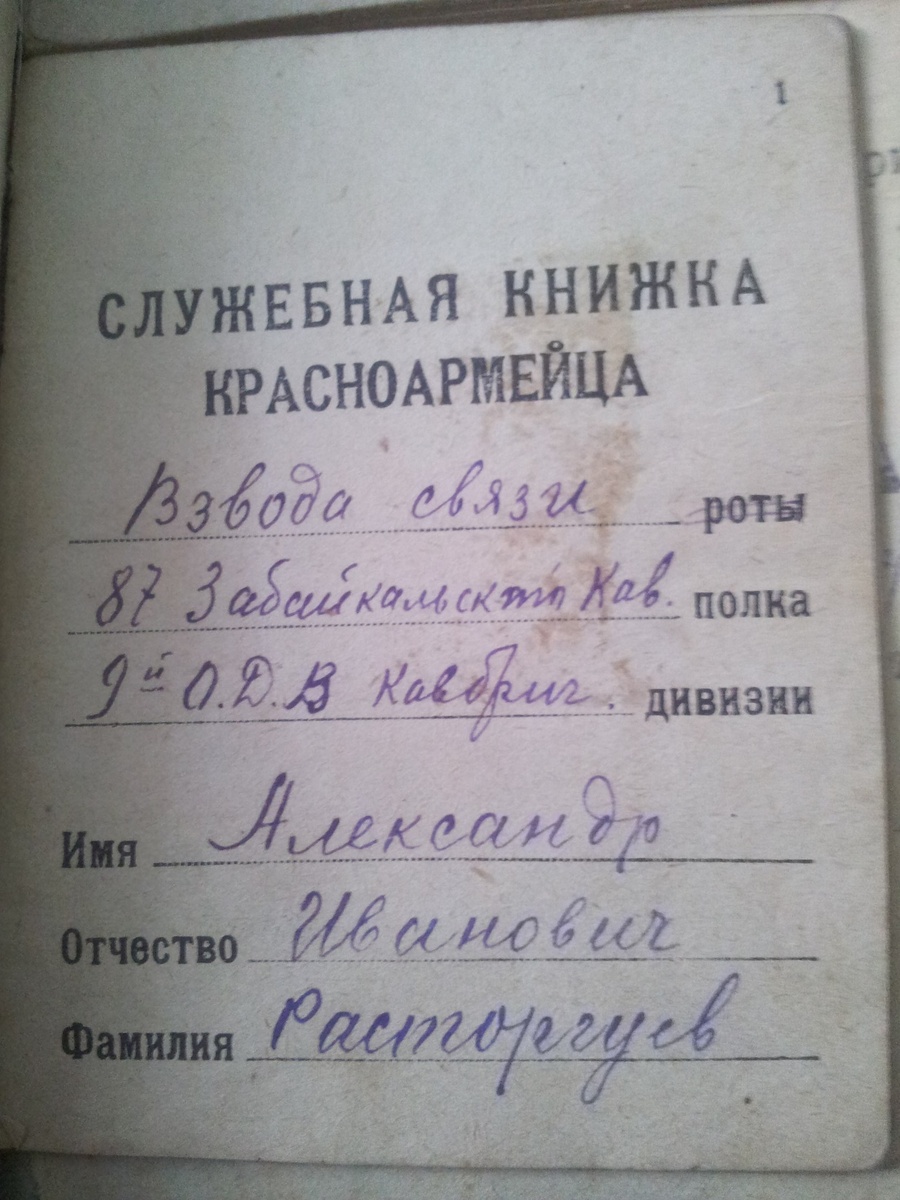 1
СЛУЖЕБНАЯ КНИЖКА
КРАСНОАРМЕЙЦА
Взвода связи роты
87 Забайкальского Кав. полка
9й О.Д.В Кавбриг. дивизии
Имя Александр
Отчество Иванович
Фамилия Расторгуев